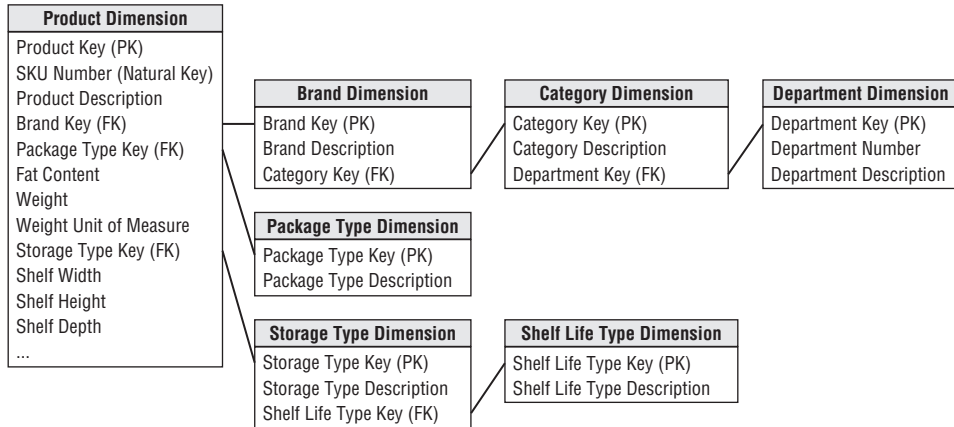 Product Dimension
Product Key (PK)
SKU Number (Natural Key)
Product Description
Brand Key (FK)
Package Type Key (FK)
Fat Content
Weight
Weight Unit of Measure
Storage Type Key (FK)
Shelf Width
Shelf Height
Shelf Depth
...
Brand Dimension
Brand Key (PK)
Brand Description
Category Key (FK)
Category Dimension
Category Key (PK)
Category Description
Department Key (FK)
Department Dimension
Department Key (PK)
Department Number
Department Description
Package Type Dimension
Package Type Key (PK)
Package Type Description
Storage Type Dimension
Storage Type Key (PK)
Storage Type Description
Shelf Life Type Key (FK)
Shelf Life Type Dimension
Shelf Life Type Key (PK)
Shelf Life Type Description